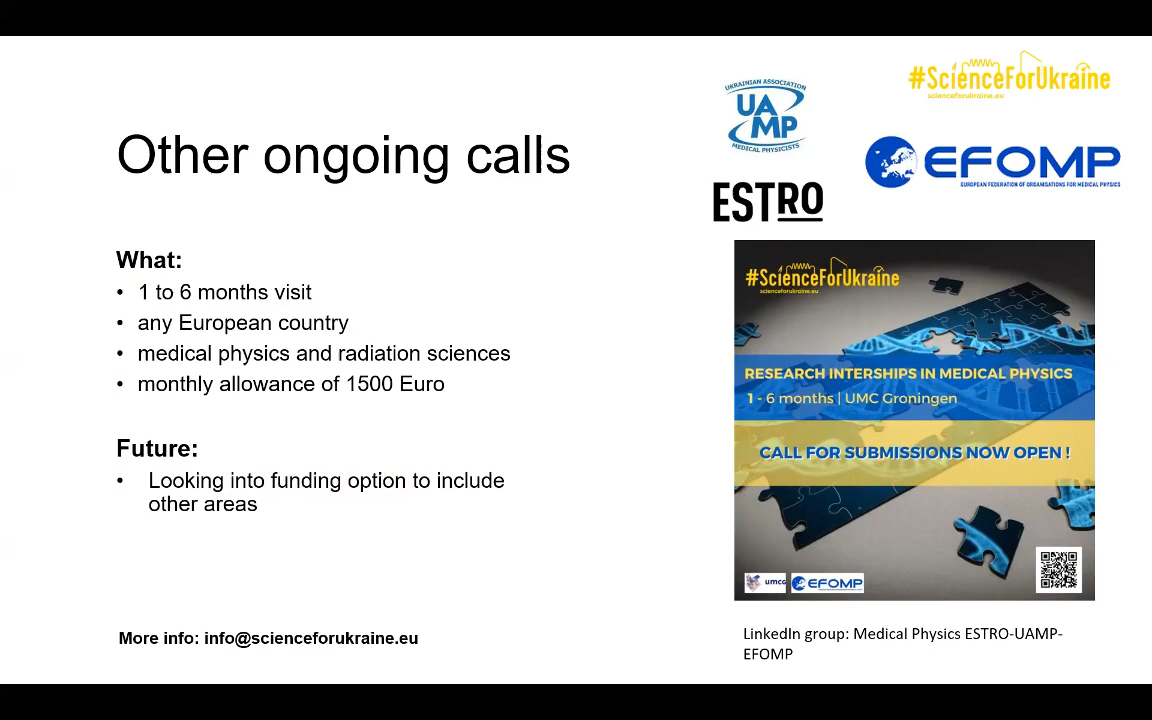 Other ongoing calls
UKRAINIAN ASSOCIATION
UA
MP
MEDICAL PHYSICISTS
#ScienceForUkraine
scienceforukraine.eu
EFOMP
EUROPEAN FEDERATION OF ORGANISATIONS FOR MEDICAL PHYSICS
ESTRO
What:
• 1 to 6 months visit
• any European country
• medical physics and radiation sciences
• monthly allowance of 1500 Euro
Future:
• Looking into funding option to include
other areas
More info: info@scienceforukraine.eu
#ScienceForUkraine
scienceforukraine.eu
RESEARCH INTERSHIPS IN MEDICAL PHYSICS
1 - 6 months | UMC Groningen
CALL FOR SUBMISSIONS NOW OPEN !
umcg
EFOMP
LinkedIn group: Medical Physics ESTRO-UAMP-
EFOMP